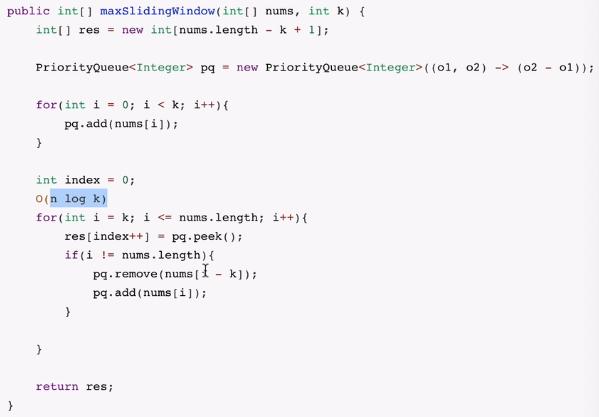 public int[] maxSlidingWindow(int[] nums, int k) {
int[] res = new int[nums.length - k + 1];
PriorityQueue<Integer> pq = new PriorityQueue<Integer>((o1, o2) -> (o2 - o1));
for(int i = 0; i < k; i++){
pq.add(nums[i]);
}
int index = 0;
O(n log k)
for(int i = k; i <= nums.length; i++){
res[index++] = pq.peek();
if(i != nums.length){
pq.remove(nums[i - k]);
pq.add(nums[i]);
}
}
return res;
}